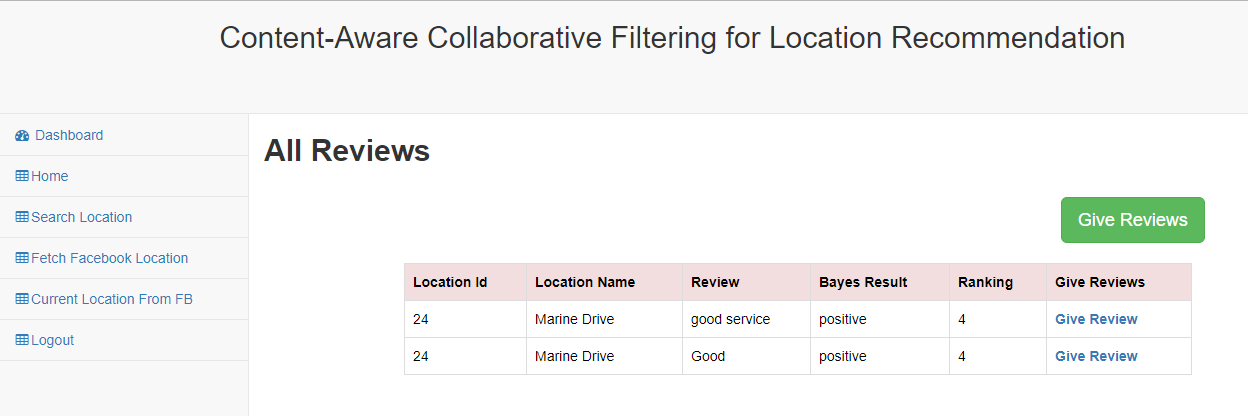 Content-Aware Collaborative Filtering for Location Recommendation
Dashboard
Home
Search Location
Fetch Facebook Location
Current Location From FB
Logout
All Reviews
Give Reviews
Location Id Location Name Review Bayes Result Ranking Give Reviews
24 Marine Drive good service positive 4 Give Review
24 Marine Drive Good positive 4 Give Review